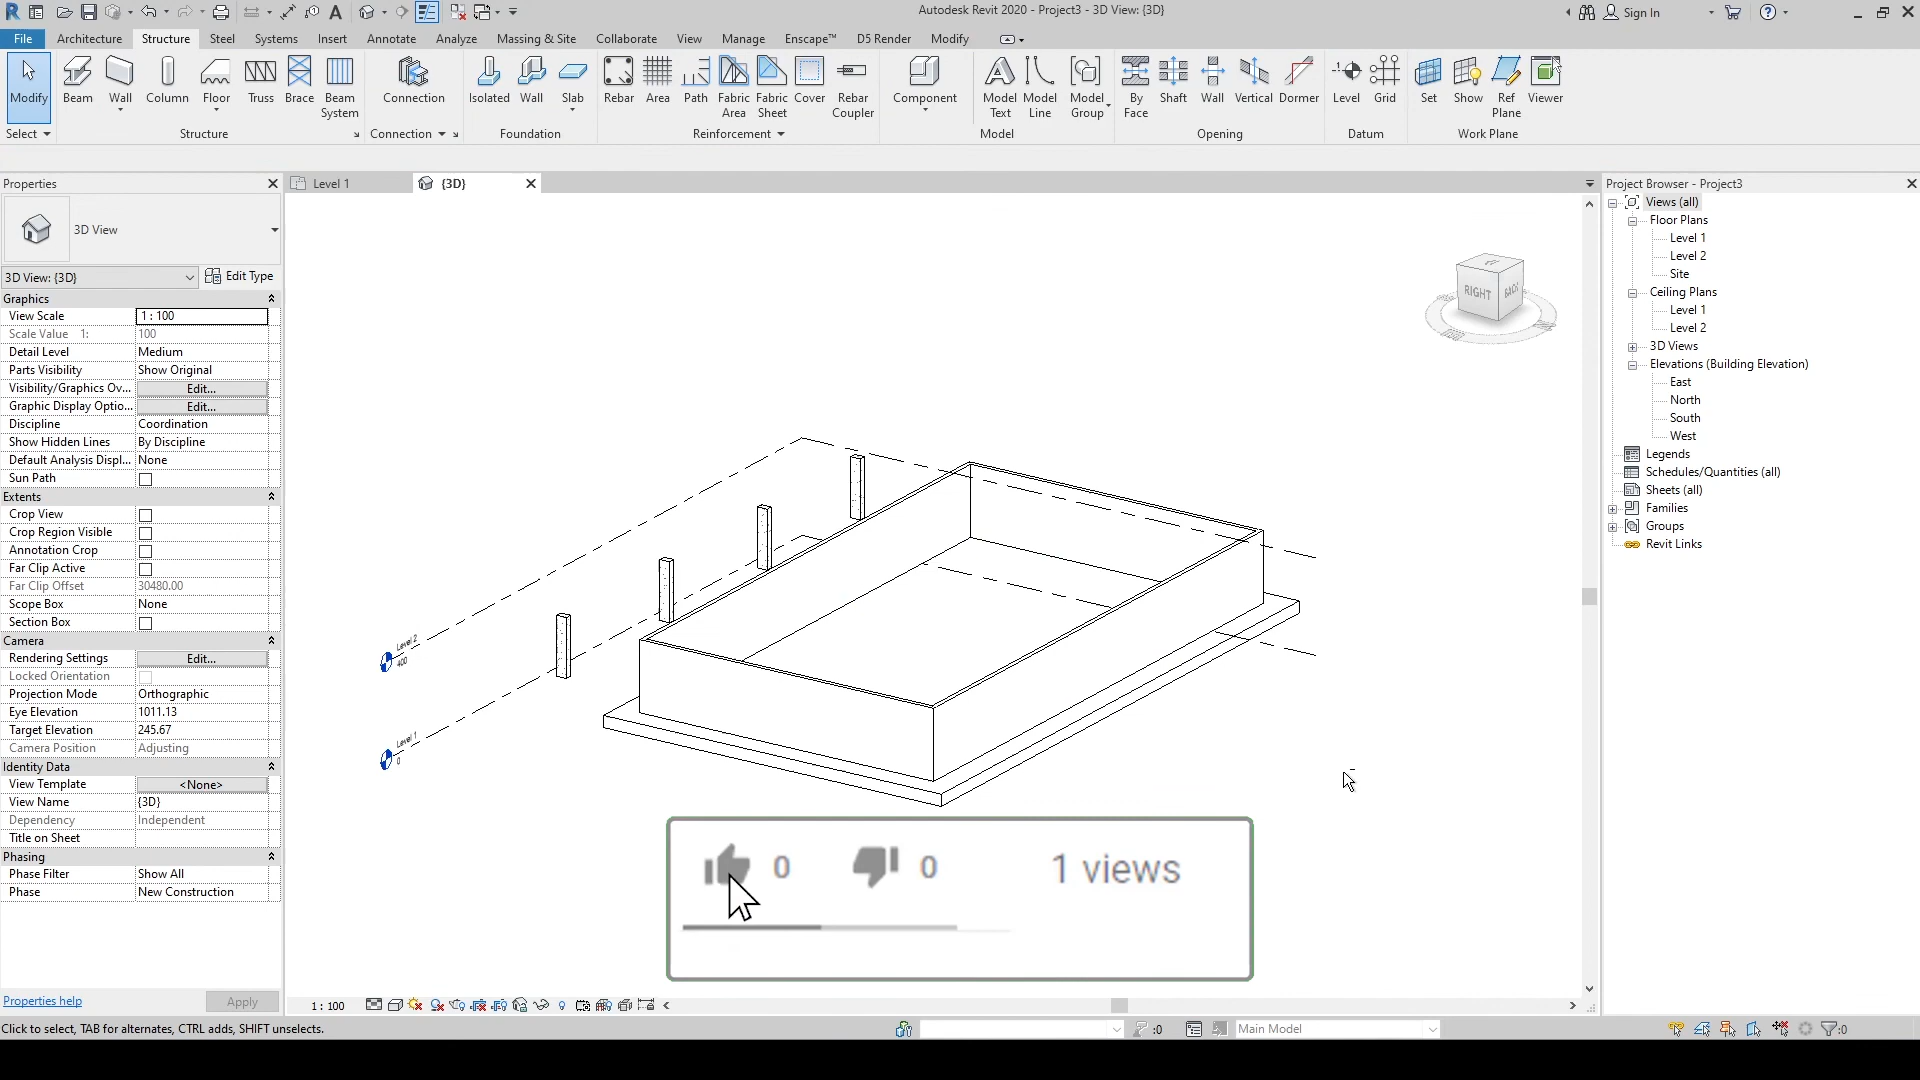 Autodesk Revit 2020 - Project3 - 3D View: {3D}
Sign In
File Architecture Structure Steel Systems Insert Annotate Analyze Massing & Site Collaborate View Manage Enscape™ D5 Render Modify
Modify Beam Wall Column Floor Truss Brace Beam System Connection Isolated Wall Slab Rebar Area Path Fabric Area Fabric Sheet Cover Rebar Coupler Component Model Text Model Line Model Group By Face Shaft Wall Vertical Dormer Level Grid Set Show Ref Plane Viewer
Select Structure Connection Foundation Reinforcement Model Opening Datum Work Plane
Properties
3D View
3D View: {3D} Edit Type
Graphics
View Scale 1 : 100
Scale Value 1: 100
Detail Level Medium
Parts Visibility Show Original
Visibility/Graphics Ov... Edit...
Graphic Display Optio... Edit...
Discipline Coordination
Show Hidden Lines By Discipline
Default Analysis Displ... None
Sun Path
Extents
Crop View
Crop Region Visible
Annotation Crop
Far Clip Active
Far Clip Offset 30480.00
Scope Box None
Section Box
Camera
Rendering Settings Edit...
Locked Orientation
Projection Mode Orthographic
Eye Elevation 1011.13
Target Elevation 245.67
Camera Position Adjusting
Identity Data
View Template <None>
View Name {3D}
Dependency Independent
Title on Sheet
Phasing
Phase Filter Show All
Phase New Construction
Properties help Apply
Level 1 {3D}
RIGHT BACK
Level 2
400
Level 1
0
0 0 1 views
1 : 100
Project Browser - Project3
Views (all)
Floor Plans
Level 1
Level 2
Site
Ceiling Plans
Level 1
Level 2
3D Views
Elevations (Building Elevation)
East
North
South
West
Legends
Schedules/Quantities (all)
Sheets (all)
Families
Groups
Revit Links
Click to select, TAB for alternates, CTRL adds, SHIFT unselects. :0 Main Model :0